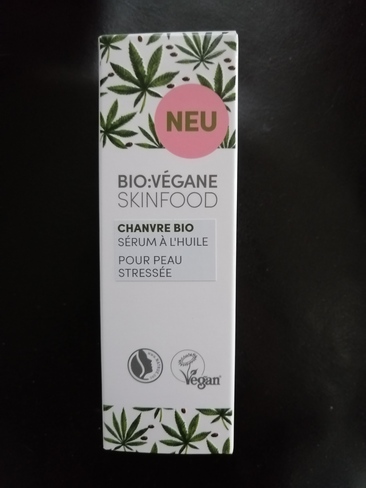 NEU
BIO:VÉGANE
SKINFOOD
CHANVRE BIO
SÉRUM À L'HUILE
POUR PEAU
STRESSÉE
Vegan